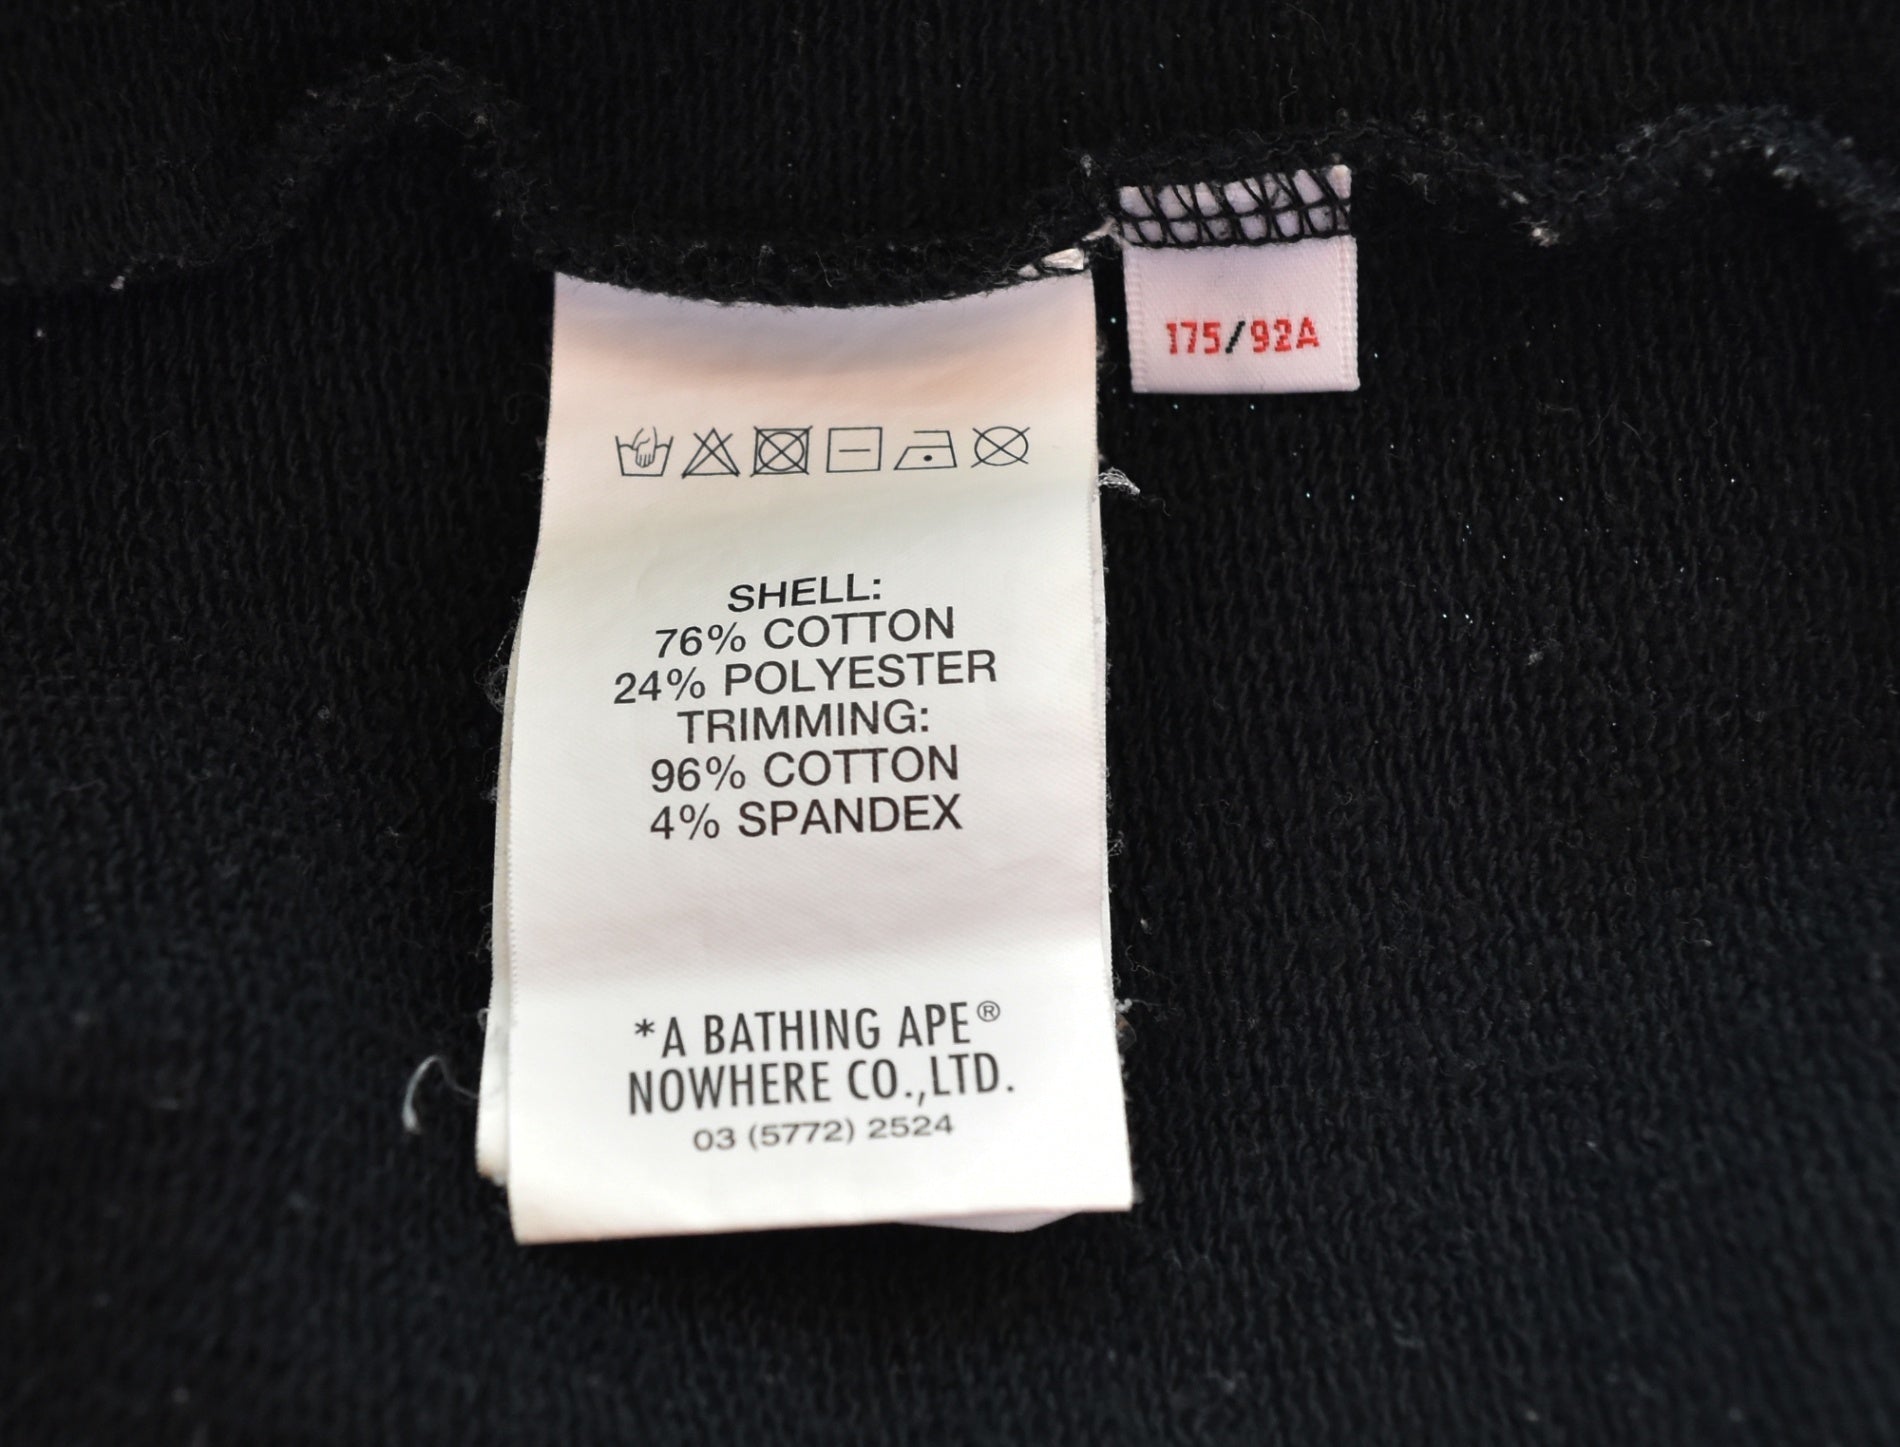 175/92A
SHELL:
76% COTTON
24% POLYESTER
TRIMMING:
96% COTTON
4% SPANDEX
*A BATHING APE®
NOWHERE CO.,LTD.
03 (5772) 2524